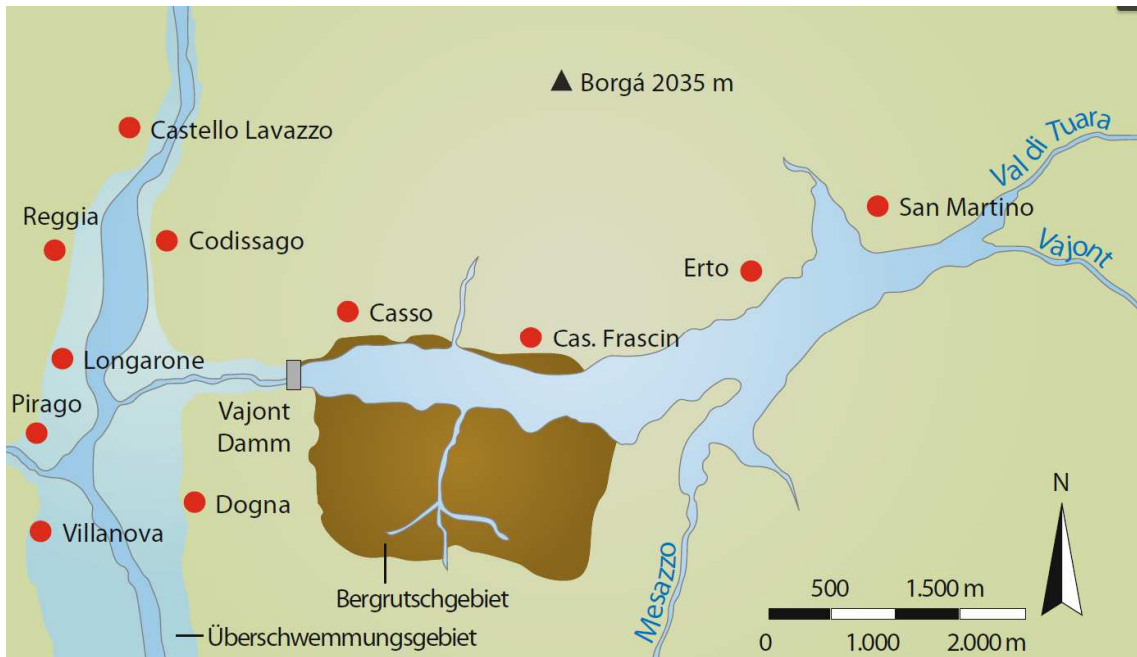 Borgá 2035 m
Castello Lavazzo
Val di Tuara
Reggia
San Martino
Codissago
Vajont
Erto
Casso
Cas. Frascin
Longarone
Pirago
Vajont
Damm
Dogna
N
Villanova
Mesazzo
Bergrutschgebiet
500 1.500 m
Überschwemmungsgebiet
0 1.000 2.000 m